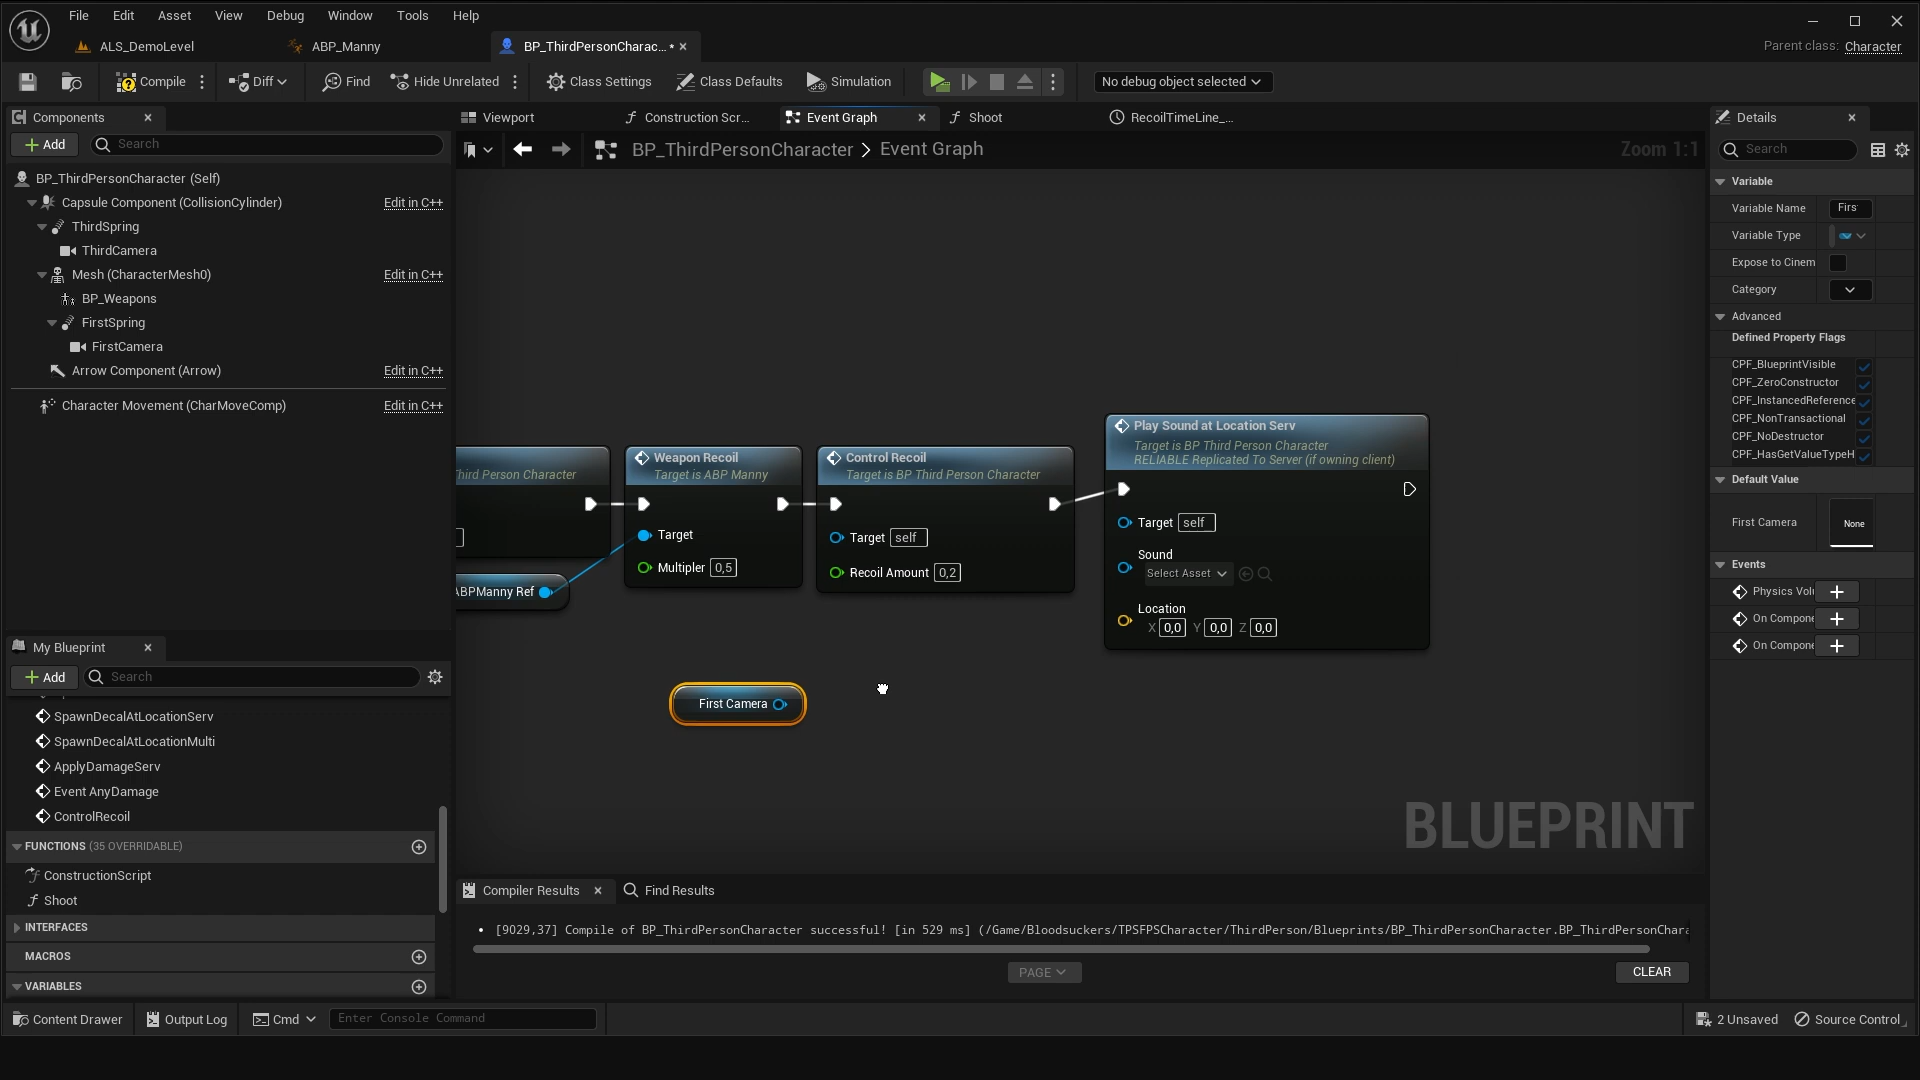 File Edit Asset View Debug Window Tools Help
ALS_DemoLevel ABP_Manny BP_ThirdPersonCharac... *
Parent class: Character
Compile Diff Find Hide Unrelated Class Settings Class Defaults Simulation No debug object selected
Components
Add Search
BP_ThirdPersonCharacter (Self)
Capsule Component (CollisionCylinder) Edit in C++
ThirdSpring
ThirdCamera
Mesh (CharacterMesh0) Edit in C++
BP_Weapons
FirstSpring
FirstCamera
Arrow Component (Arrow) Edit in C++
Character Movement (CharMoveComp) Edit in C++
My Blueprint
Add Search
SpawnDecalAtLocationServ
SpawnDecalAtLocationMulti
ApplyDamageServ
Event AnyDamage
ControlRecoil
FUNCTIONS (35 OVERRIDABLE)
ConstructionScript
Shoot
INTERFACES
MACROS
VARIABLES
Viewport Construction Scr... Event Graph Shoot RecoilTimeLine_...
BP_ThirdPersonCharacter > Event Graph
Zoom 1:1
Third Person Character
ABPManny Ref
Weapon Recoil
Target is ABP Manny
Target
Multiplier 0,5
Control Recoil
Target is BP Third Person Character
Target self
Recoil Amount 0,2
Play Sound at Location Serv
Target is BP Third Person Character
RELIABLE Replicated To Server (if owning client)
Target self
Sound
Select Asset
Location
X 0,0 Y 0,0 Z 0,0
First Camera
BLUEPRINT
Compiler Results Find Results
[9029,37] Compile of BP_ThirdPersonCharacter successful! [in 529 ms] (/Game/Bloodsuckers/TPSFPSCharacter/ThirdPerson/Blueprints/BP_ThirdPersonCharacter.BP_ThirdPersonChara
PAGE
CLEAR
Details
Search
Variable
Variable Name Firs
Variable Type
Expose to Cinem
Category
Advanced
Defined Property Flags
CPF_BlueprintVisible
CPF_ZeroConstructor
CPF_InstancedReference
CPF_NonTransactional
CPF_NoDestructor
CPF_HasGetValueTypeH
Default Value
First Camera None
Events
Physics Volu
On Compone
On Compone
Content Drawer Output Log Cmd Enter Console Command
2 Unsaved Source Control